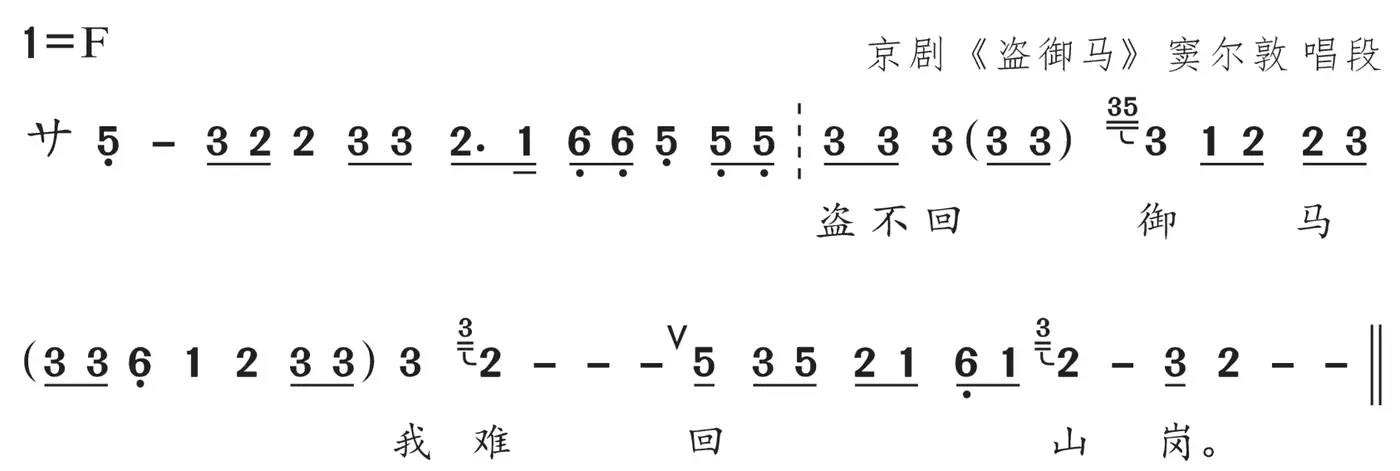 1=F
京剧《盗御马》窦尔敦 唱段
サ 5̣ – 3 2 2 3 3 2. 1 6̣ 6̣ 5̣ 5̣ 5̣ ¦ 3 3 3 (3 3) 35 3 1 2 2 3
盗不回 御 马
(3 3 6̣ 1 2 3 3) 3 3 2 – – – ∨ 5 3 5 2 1 6̣ 1 3 2 – 3 2 – – ‖
我 难 回 山 岗。